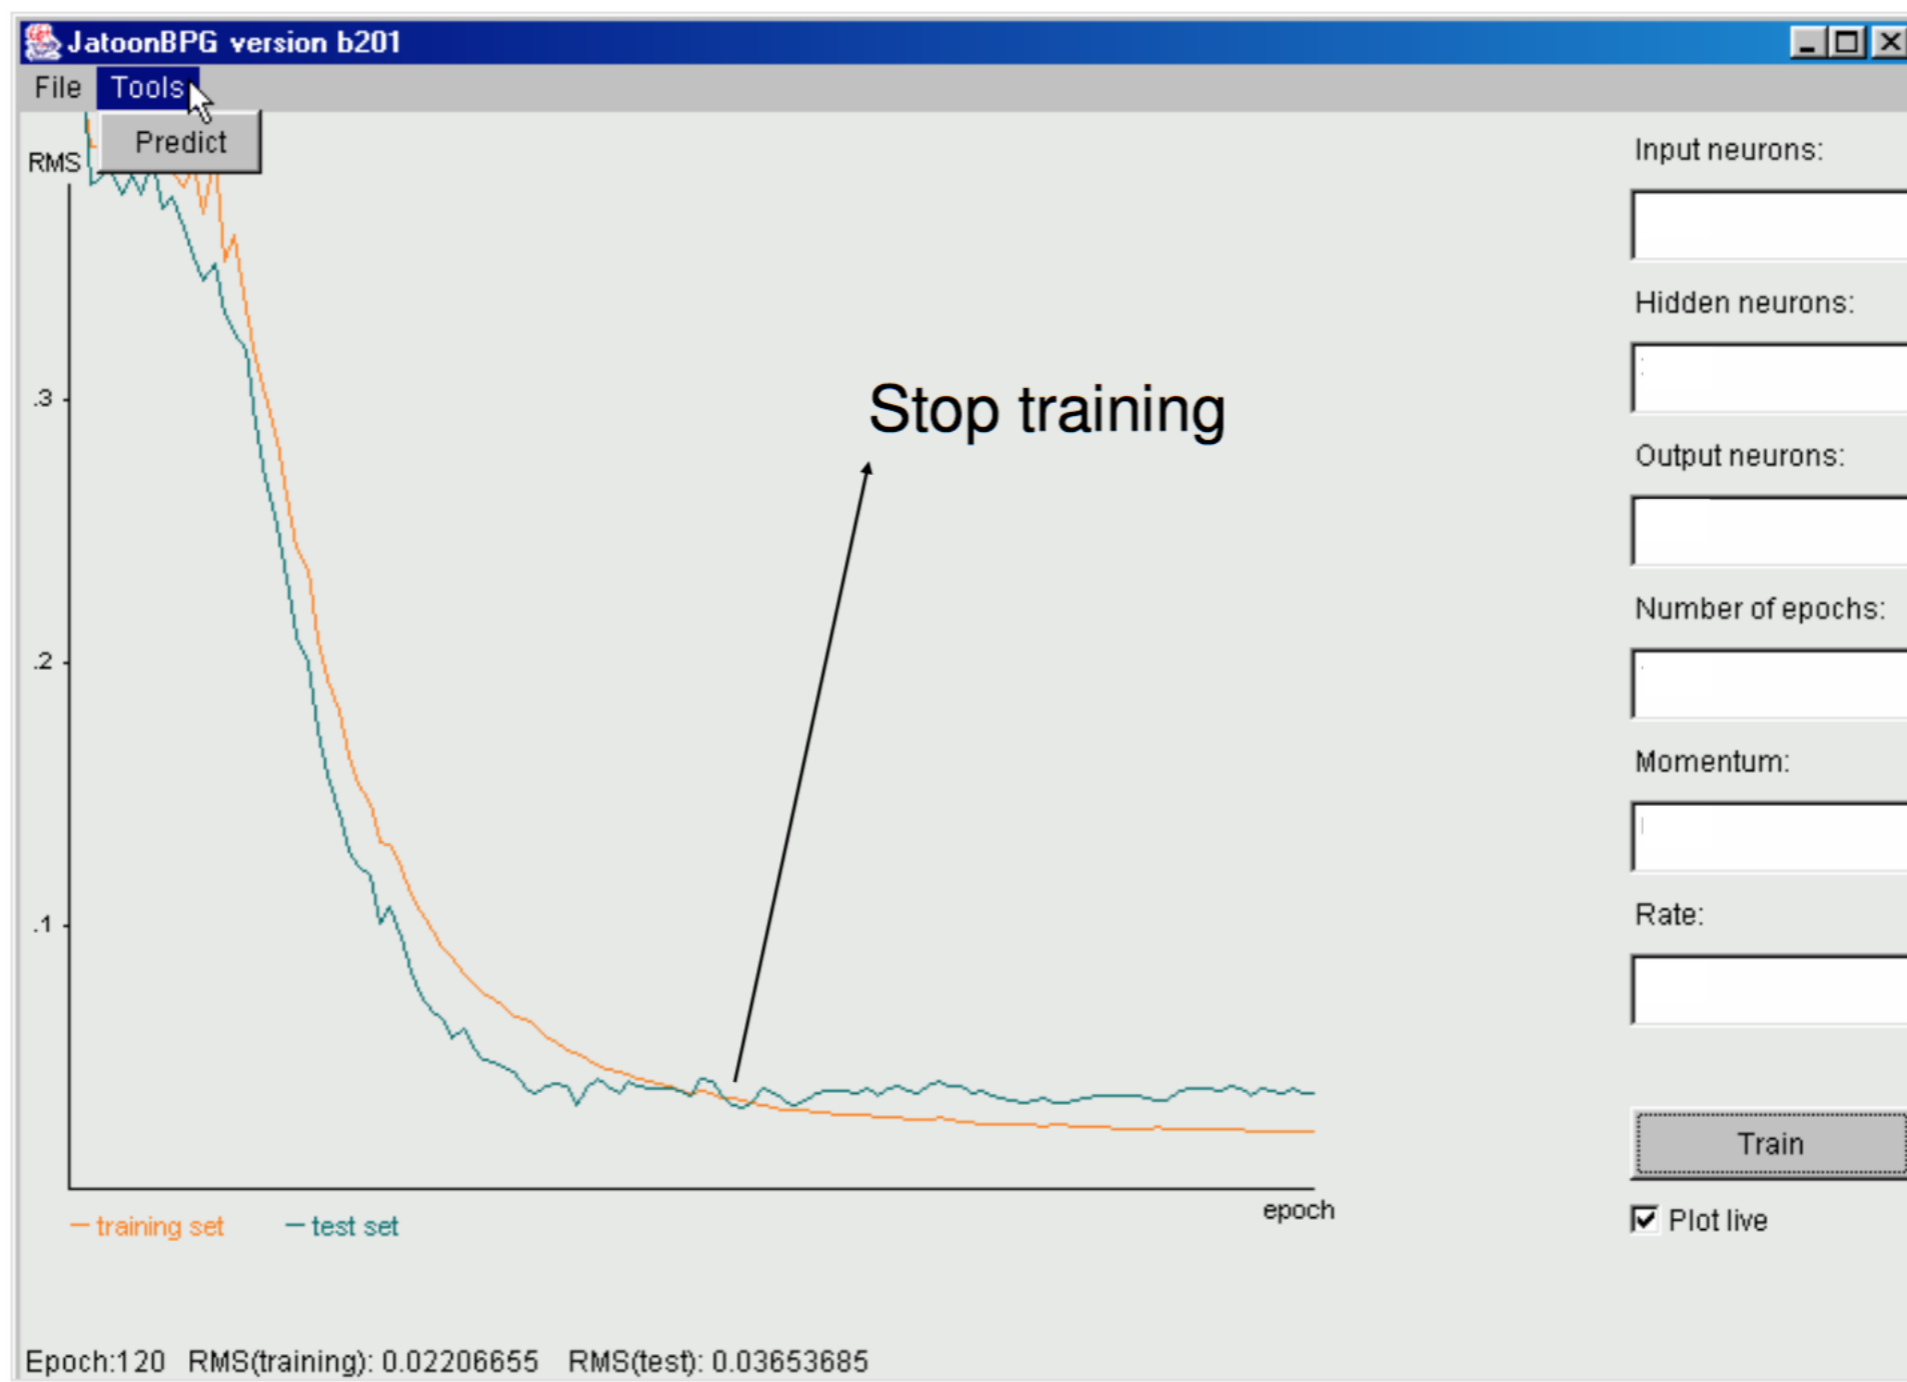 JatoonBPG version b201
File Tools
Predict
RMS
.3
.2
.1
Stop training
epoch
training set test set
Input neurons:
Hidden neurons:
Output neurons:
Number of epochs:
Momentum:
Rate:
Train
Plot live
Epoch:120 RMS(training): 0.02206655 RMS(test): 0.03653685